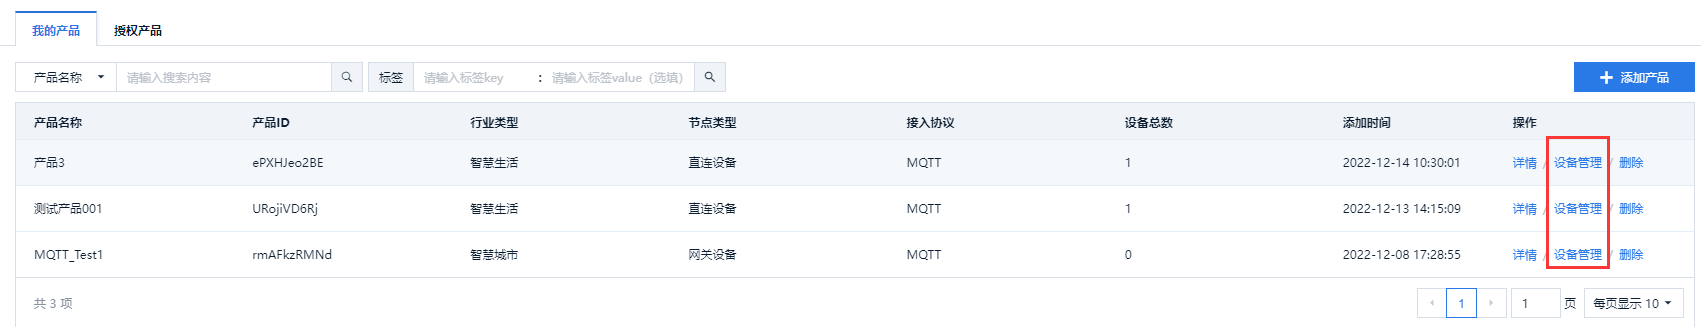 我的产品 授权产品
产品名称 请输入搜索内容 标签 请输入标签key : 请输入标签value（选填） 添加产品
产品名称 产品ID 行业类型 节点类型 接入协议 设备总数 添加时间 操作
产品3 ePXHJeo2BE 智慧生活 直连设备 MQTT 1 2022-12-14 10:30:01 详情 / 设备管理 / 删除
测试产品001 URojiVD6Rj 智慧生活 直连设备 MQTT 1 2022-12-13 14:15:09 详情 / 设备管理 / 删除
MQTT_Test1 rmAFkzRMNd 智慧城市 网关设备 MQTT 0 2022-12-08 17:28:55 详情 / 设备管理 / 删除
共 3 项 1 1 页 每页显示 10